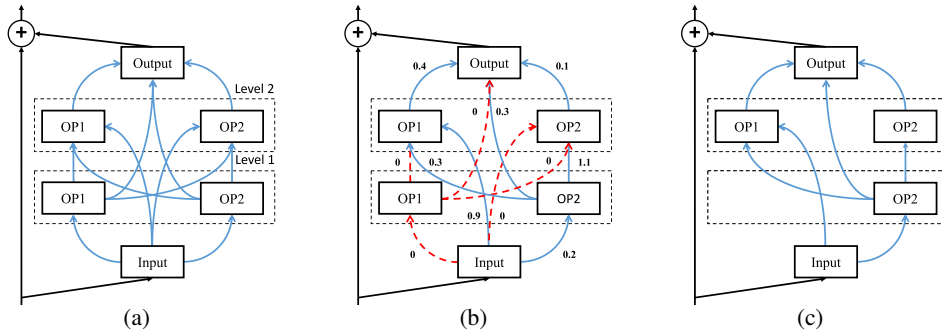 +
Output
Level 2
OP1
OP2
Level 1
OP1
OP2
Input
(a)
+
Output
0.4
0.1
0
0.3
OP1
OP2
0
0.3
0
1.1
OP1
OP2
0.9
0
0
0.2
Input
(b)
+
Output
OP1
OP2
OP2
Input
(c)